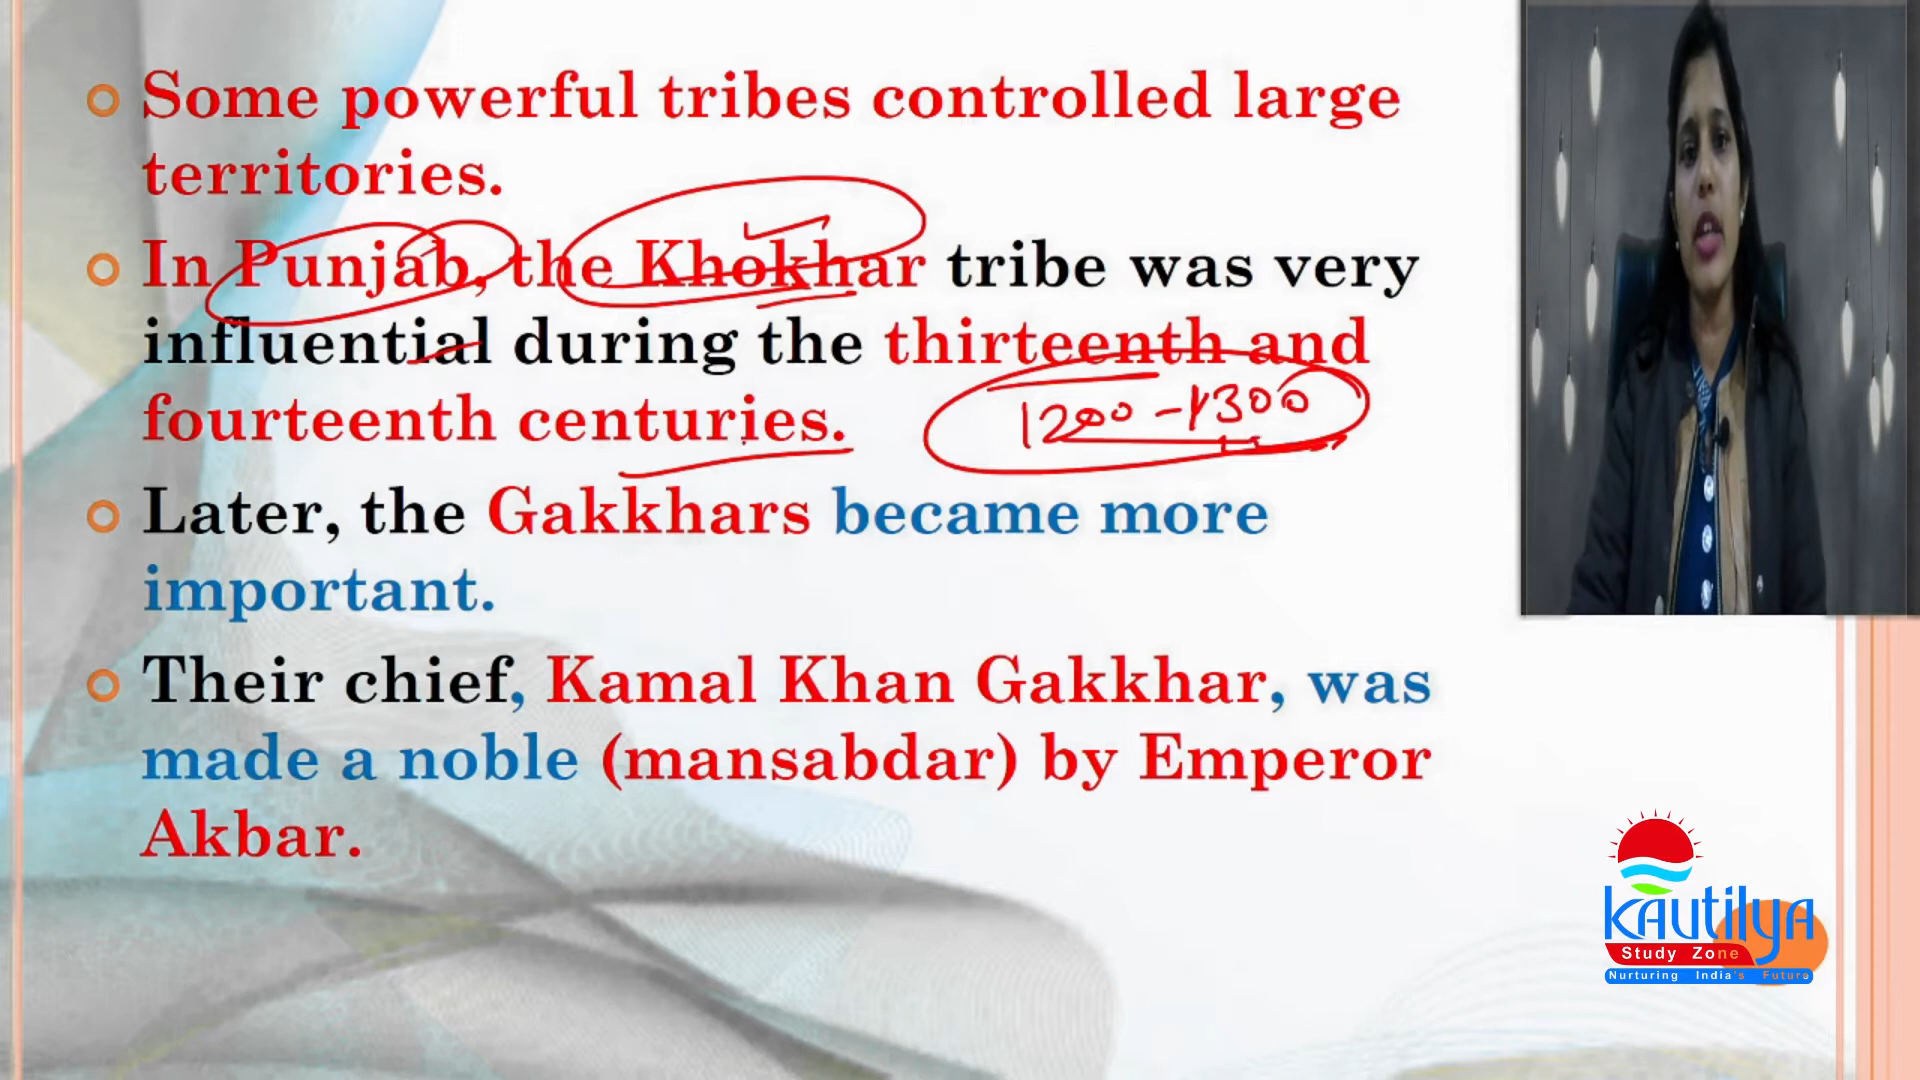 Some powerful tribes controlled large
territories.
In Punjab, the Khokhar tribe was very
influential during the thirteenth and
fourteenth centuries.
1200-1300
Later, the Gakkhars became more
important.
Their chief, Kamal Khan Gakkhar, was
made a noble (mansabdar) by Emperor
Akbar.
Kautilya
Study Zone
Nurturing India's Future